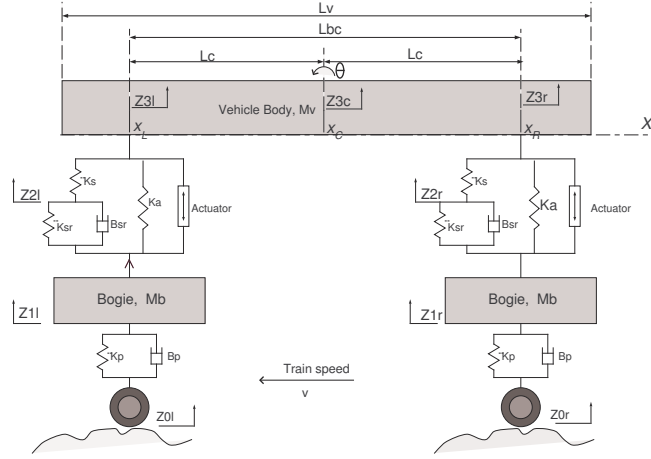 Lv
Lbc
Lc
Lc
θ
Z3l
Vehicle Body, Mv
Z3c
Z3r
X
X_L
X_C
X_R
Ks
Ks
Z2l
Ka
Z2r
Ka
Ksr
Bsr
Actuator
Ksr
Bsr
Actuator
Bogie, Mb
Bogie, Mb
Z1l
Z1r
Kp
Bp
Train speed
Kp
Bp
v
Z0l
Z0r